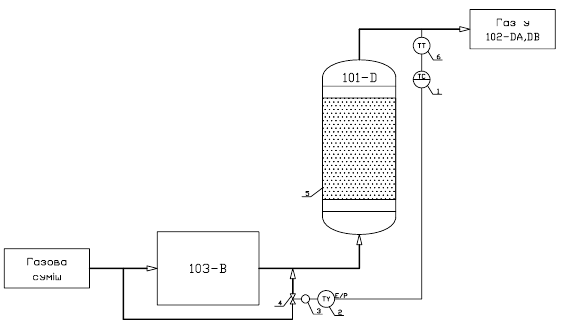 Газ у
102-DA,DB
TT
6
101-D
TC
1
5
Газова
суміш
103-B
4
3
TY
E/P
2